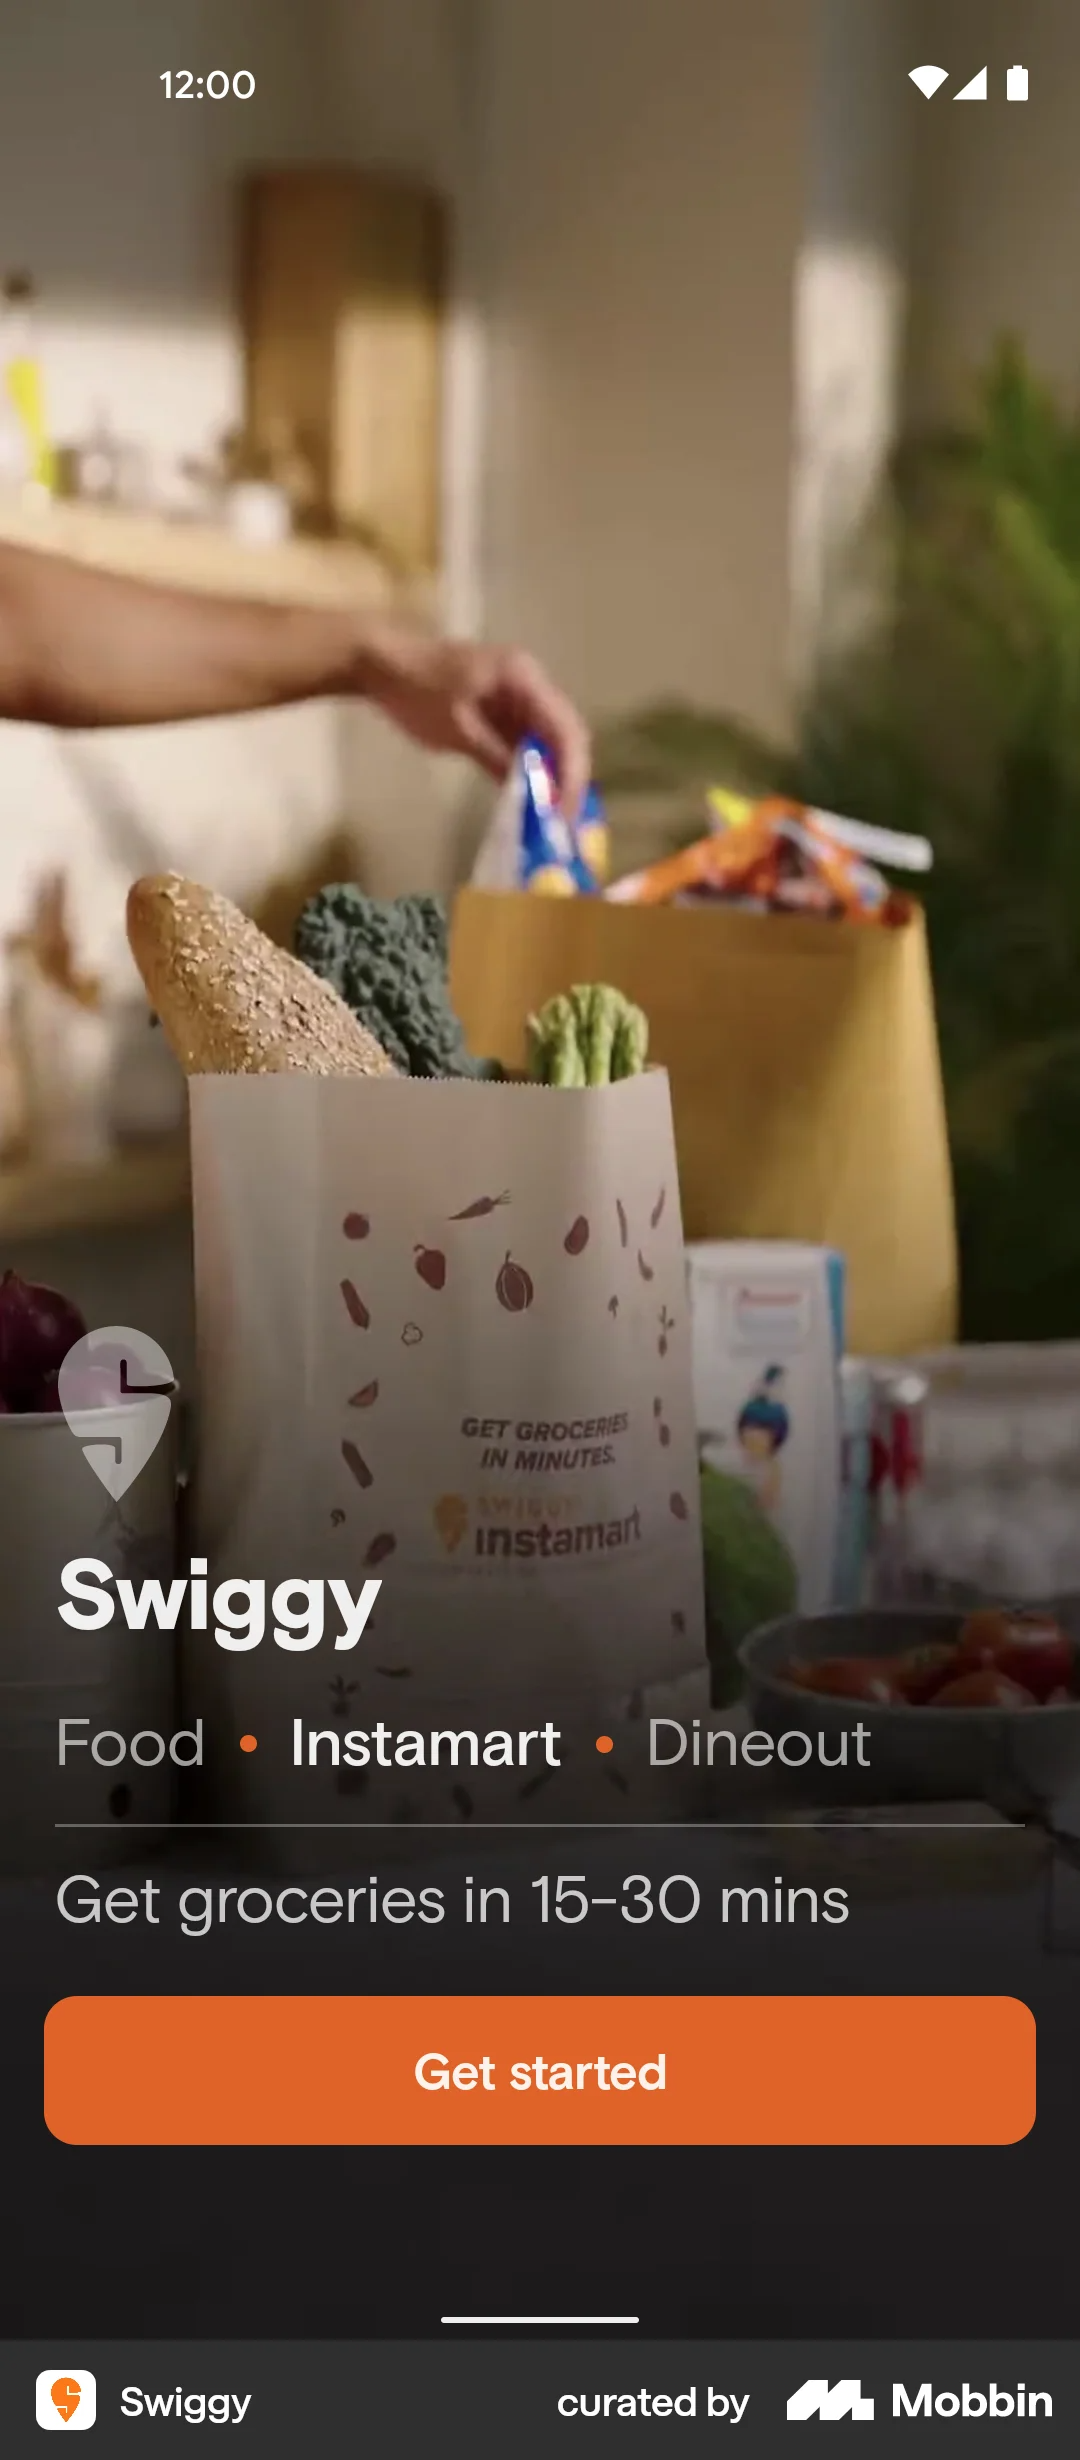 12:00
GET GROCERIES
IN MINUTES.
SWIGGY
instamart
Swiggy
Food • Instamart • Dineout
Get groceries in 15–30 mins
Get started
Swiggy
curated by Mobbin